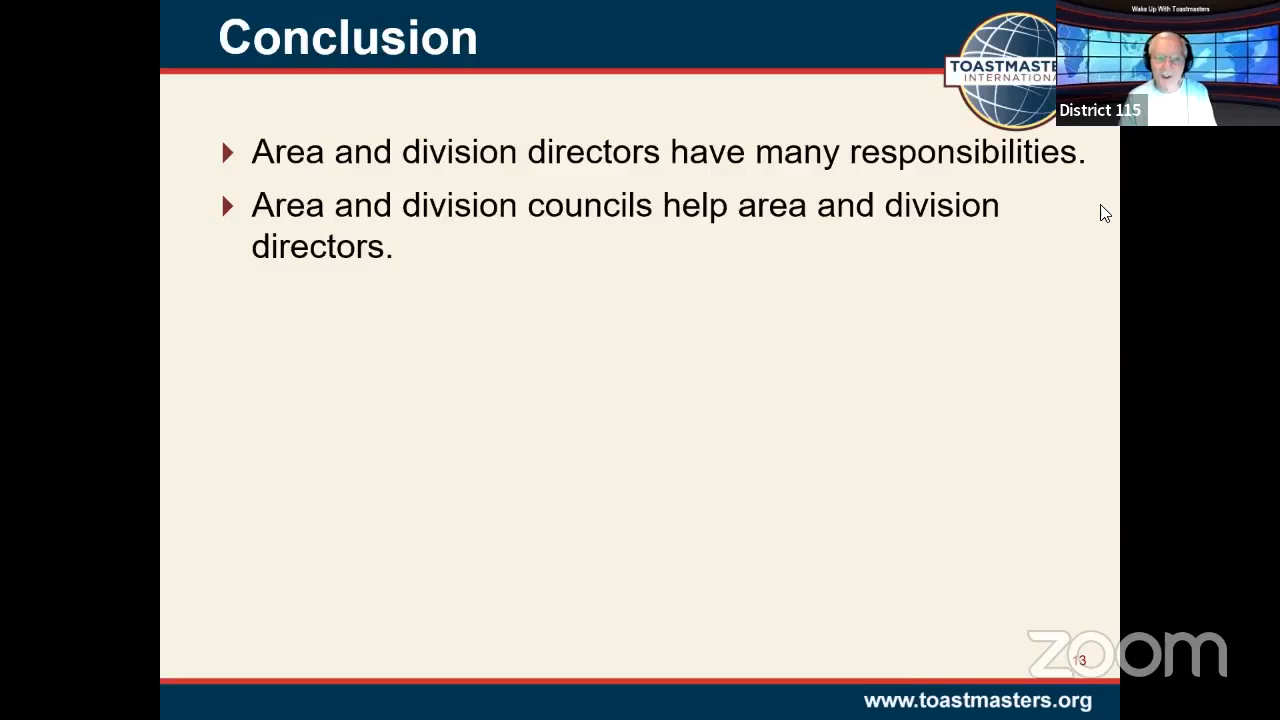 Conclusion
Wake Up With Toastmasters
TOASTMASTE
INTERNATIONA
District 115
Area and division directors have many responsibilities.
Area and division councils help area and division
directors.
zoom
13
www.toastmasters.org